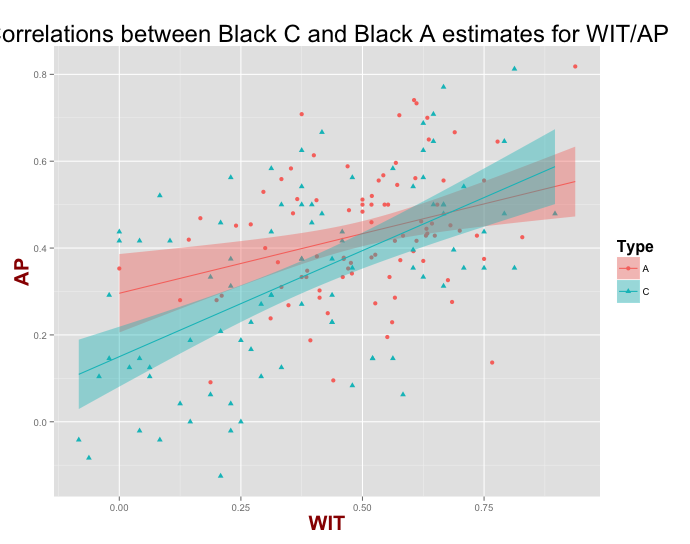 orrelations between Black C and Black A estimates for WIT/AP
0.8
0.6
0.4
0.2
0.0
AP
0.00 0.25 0.50 0.75
WIT
Type
A
C